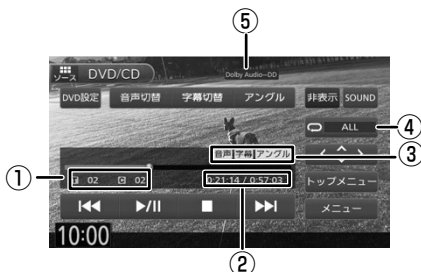 ⑤
ソース DVD/CD Dolby Audio–DD
DVD設定 音声切替 字幕切替 アングル 非表示 SOUND
ALL ④
音声 字幕 アングル ③
① 02 02 0:21:14 / 0:57:03
トップメニュー
メニュー
10:00
②